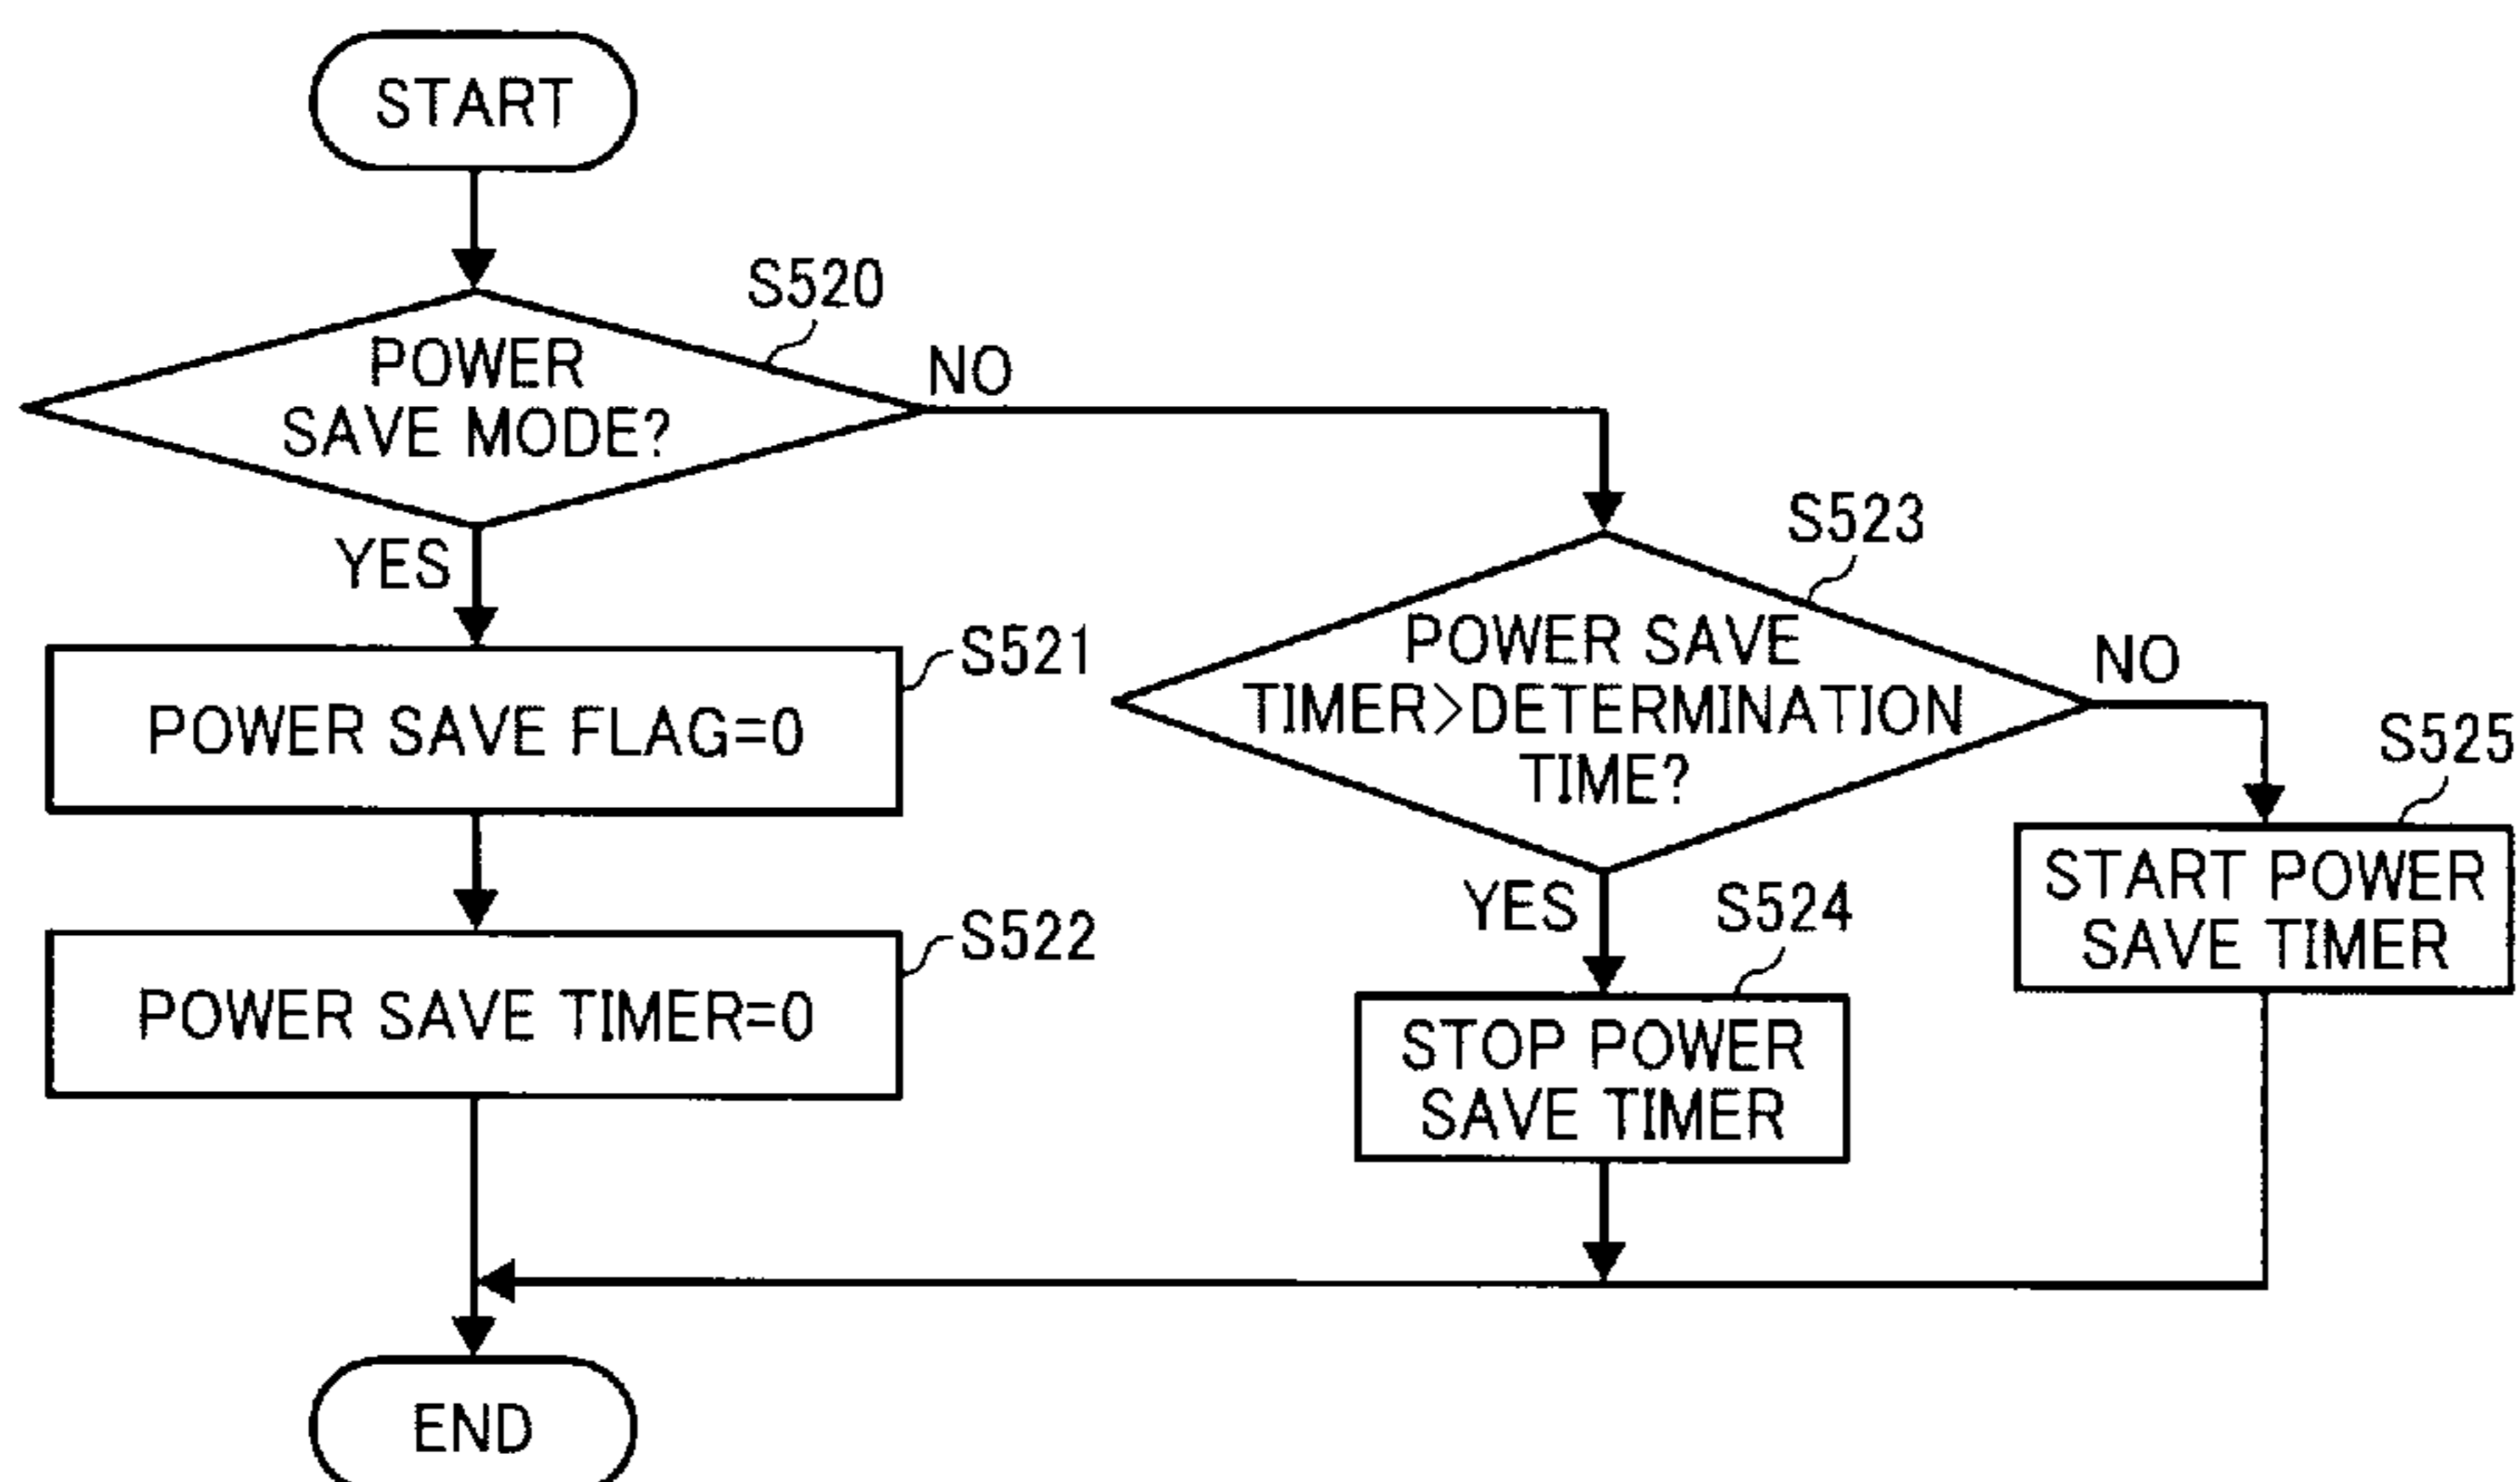 START
S520
POWER
SAVE MODE?
NO
YES
S521
POWER SAVE FLAG=0
S522
POWER SAVE TIMER=0
S523
POWER SAVE
TIMER>DETERMINATION
TIME?
NO
YES
S524
STOP POWER
SAVE TIMER
S525
START POWER
SAVE TIMER
END